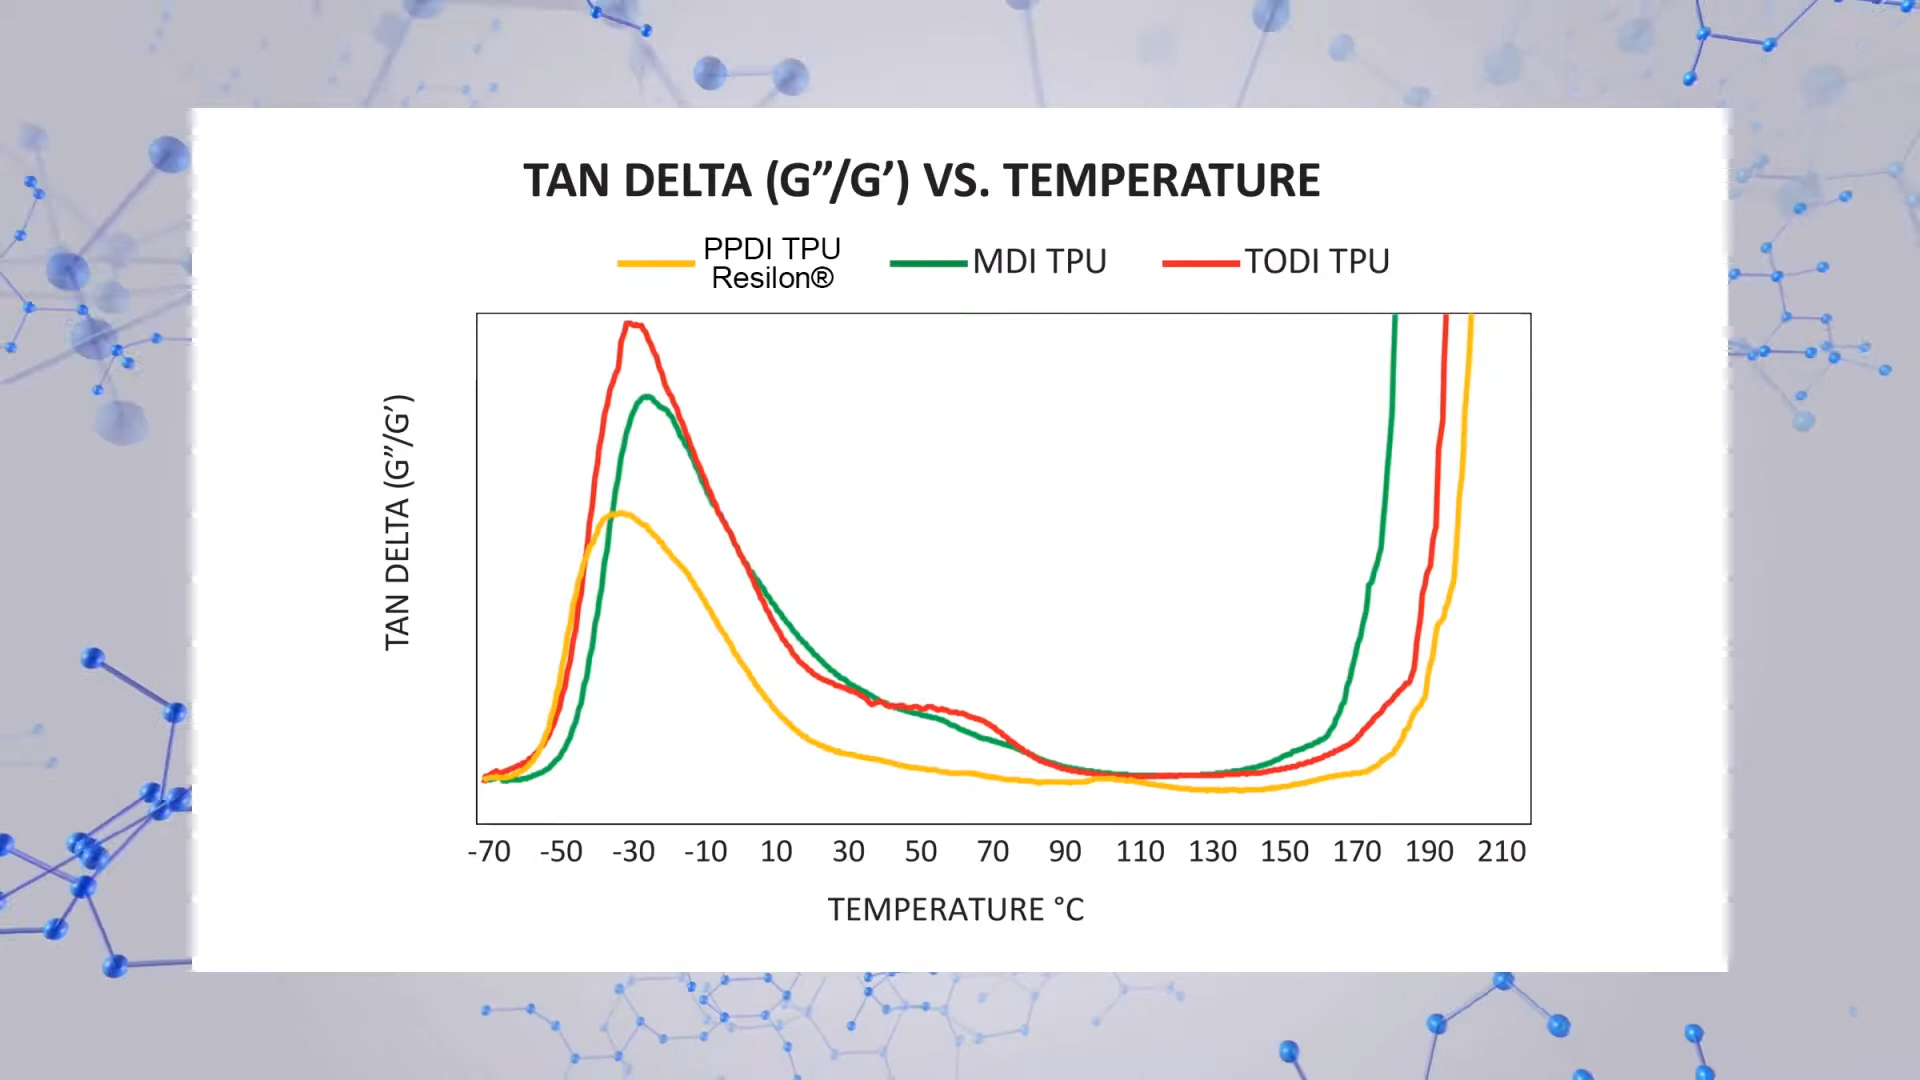 TAN DELTA (G”/G’) VS. TEMPERATURE
PPDI TPU
Resilon®
MDI TPU
TODI TPU
TAN DELTA (G”/G’)
-70 -50 -30 -10 10 30 50 70 90 110 130 150 170 190 210
TEMPERATURE °C